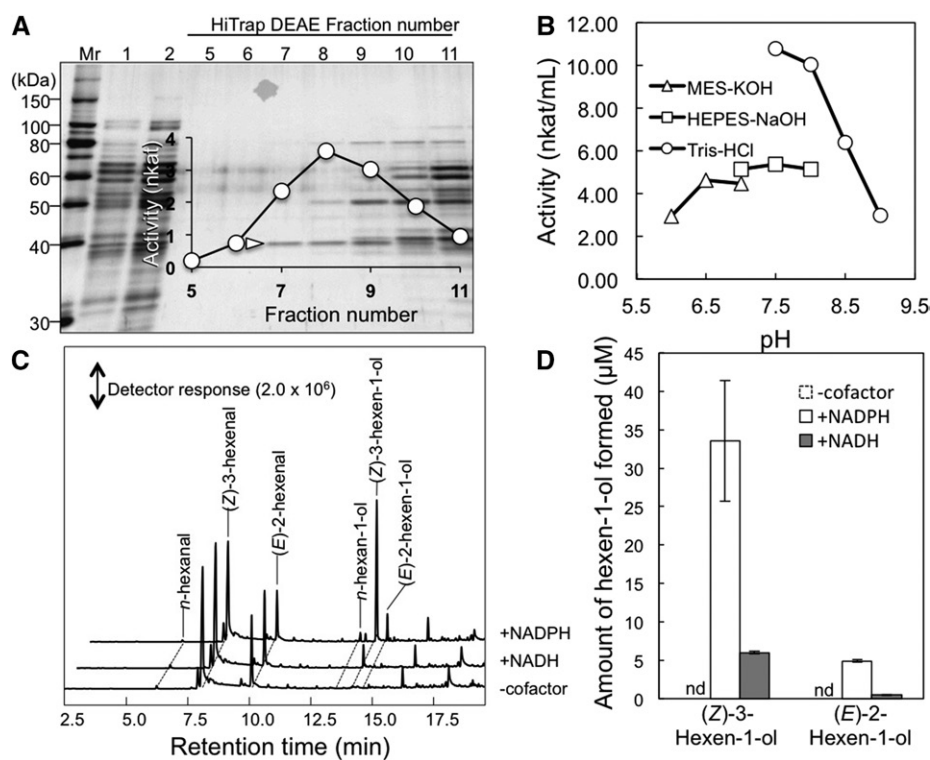 A
HiTrap DEAE Fraction number
Mr 1 2 5 6 7 8 9 10 11
(kDa)
150
100
80
60
50
40
30
Activity (nkat)
4
3
2
1
0
5 7 9 11
Fraction number
B
Activity (nkat/mL)
12.00
10.00
8.00
6.00
4.00
2.00
0.00
MES-KOH
HEPES-NaOH
Tris-HCl
5.5 6.5 7.5 8.5 9.5
pH
C
Detector response (2.0 x 10⁶)
n-hexanal
(Z)-3-hexenal
(E)-2-hexenal
n-hexan-1-ol
(Z)-3-hexen-1-ol
(E)-2-hexen-1-ol
+NADPH
+NADH
-cofactor
2.5 5.0 7.5 10.0 12.5 15.0 17.5
Retention time (min)
D
Amount of hexen-1-ol formed (µM)
45
40
35
30
25
20
15
10
5
0
-cofactor
+NADPH
+NADH
nd nd
(Z)-3- (E)-2-
Hexen-1-ol Hexen-1-ol